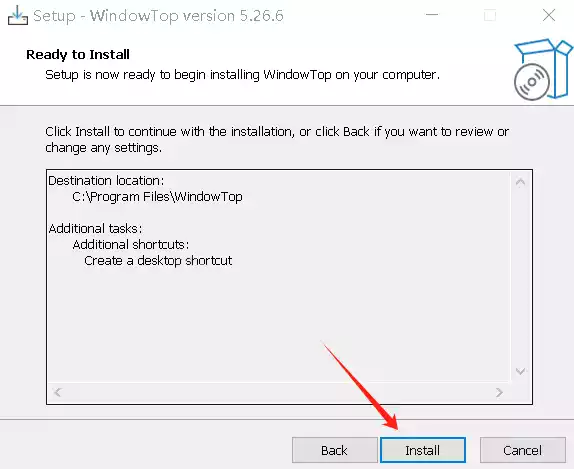 Setup - WindowTop version 5.26.6
Ready to Install
Setup is now ready to begin installing WindowTop on your computer.
Click Install to continue with the installation, or click Back if you want to review or
change any settings.
Destination location:
C:\Program Files\WindowTop
Additional tasks:
Additional shortcuts:
Create a desktop shortcut
Back
Install
Cancel